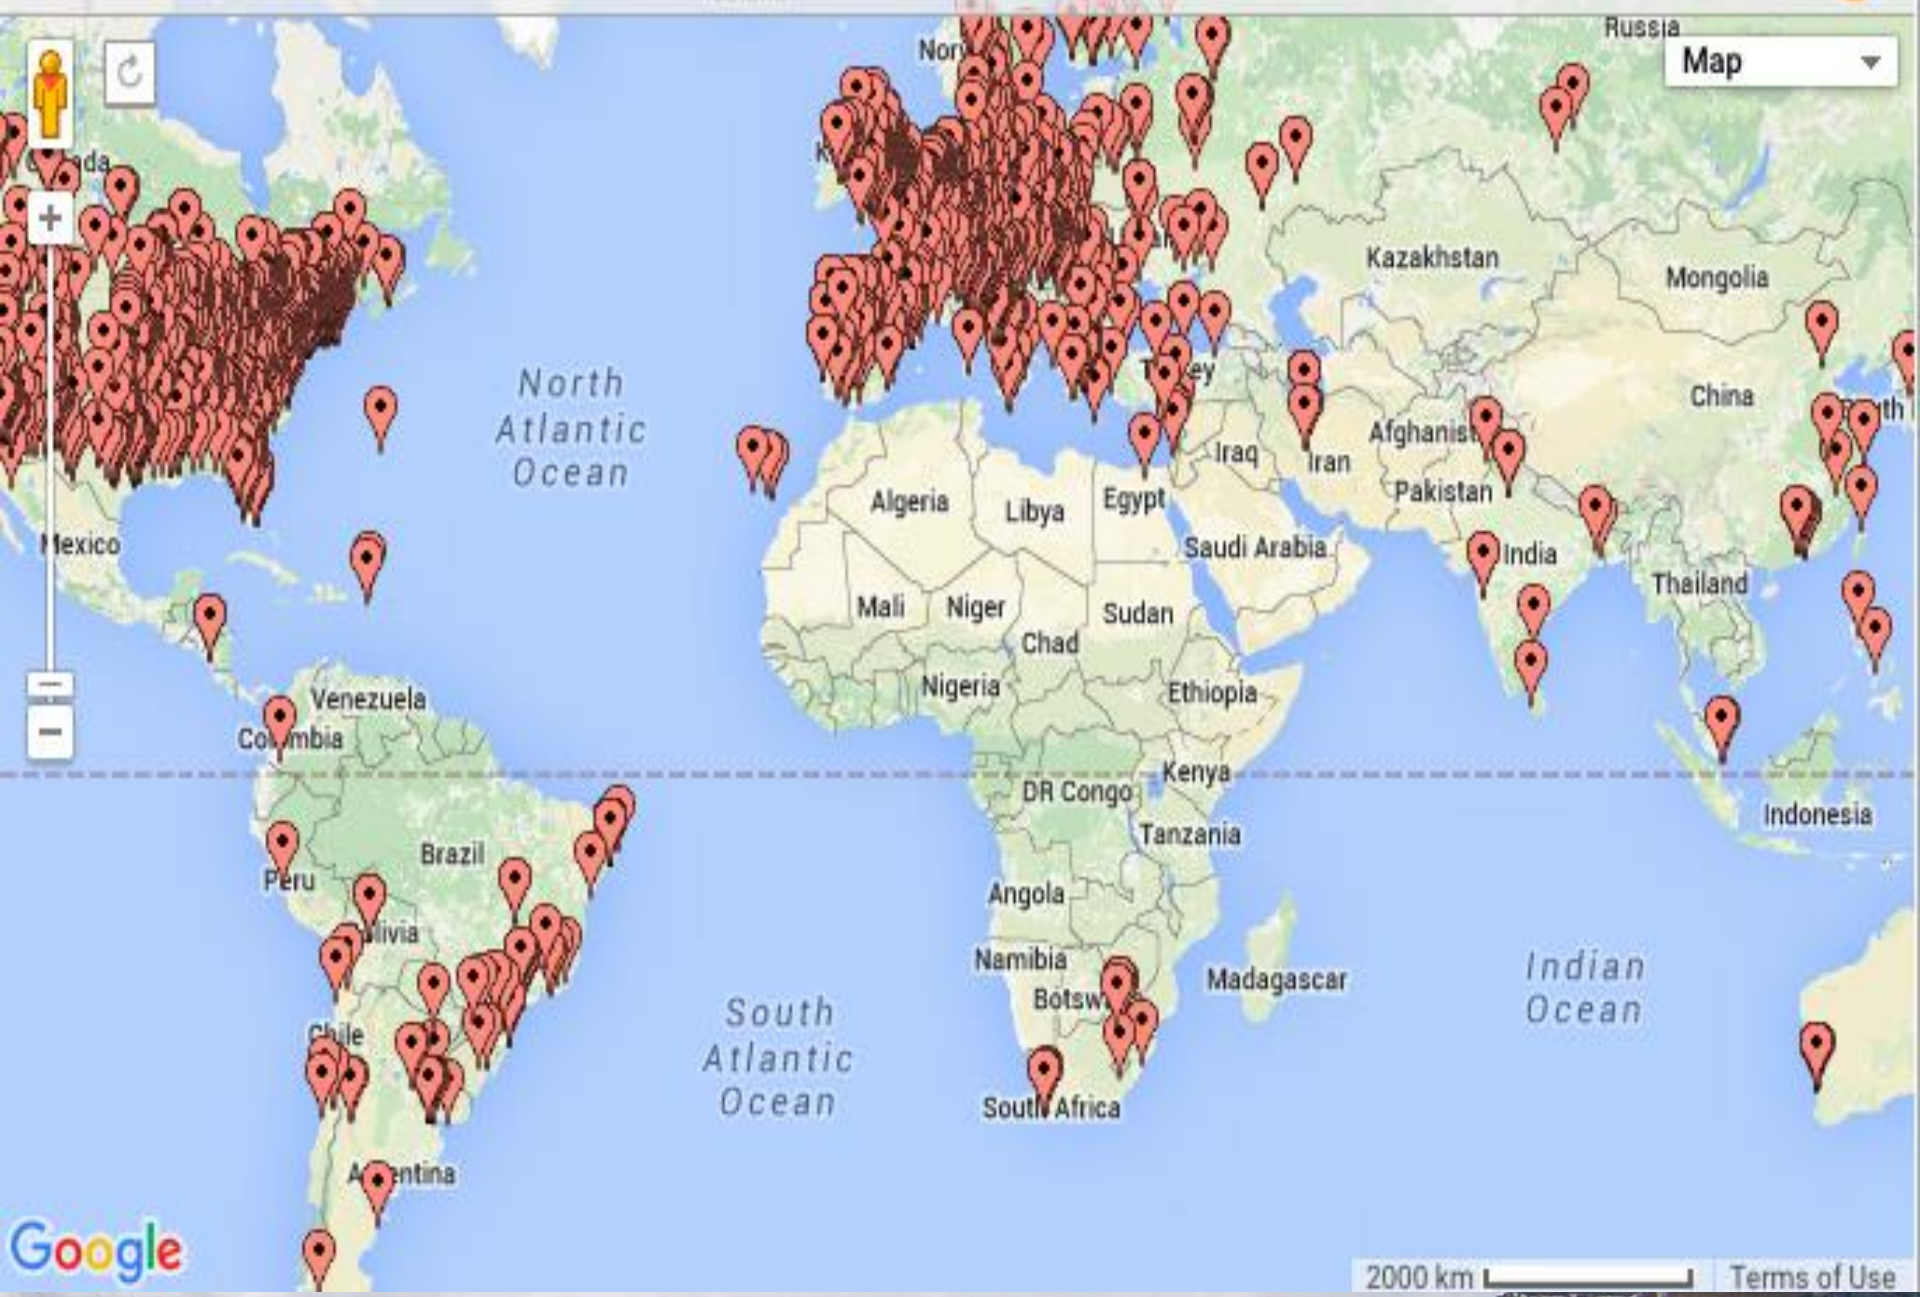 Russia
Map
Kazakhstan
Mongolia
North
Atlantic
Ocean
China
Iraq
Iran
Pakistan
Algeria
Libya
Egypt
Mexico
Saudi Arabia
India
Thailand
Mali
Niger
Sudan
Chad
Nigeria
Ethiopia
Venezuela
Kenya
DR Congo
Indonesia
Tanzania
Brazil
Peru
Angola
Namibia
Madagascar
Indian
Ocean
South
Atlantic
Ocean
Chile
South Africa
Google
2000 km
Terms of Use